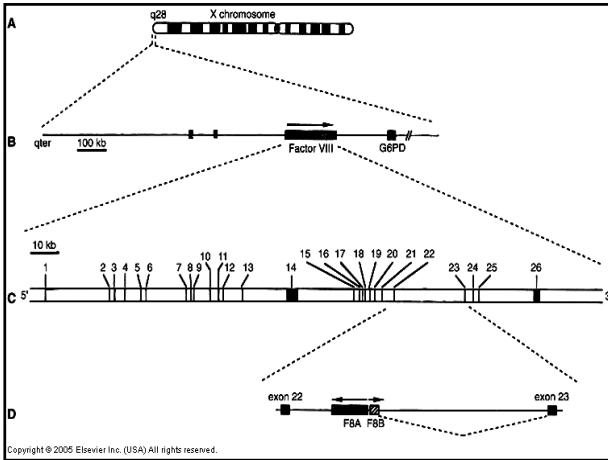 A
q28
X chromosome
B
qter
100 kb
Factor VIII
G6PD
10 kb
1 2 3 4 5 6 7 8 9 10 11 12 13 14 15 16 17 18 19 20 21 22 23 24 25 26
C
5'
3
D
exon 22
F8A
F8B
exon 23
Copyright © 2005 Elsevier Inc. (USA) All rights reserved.